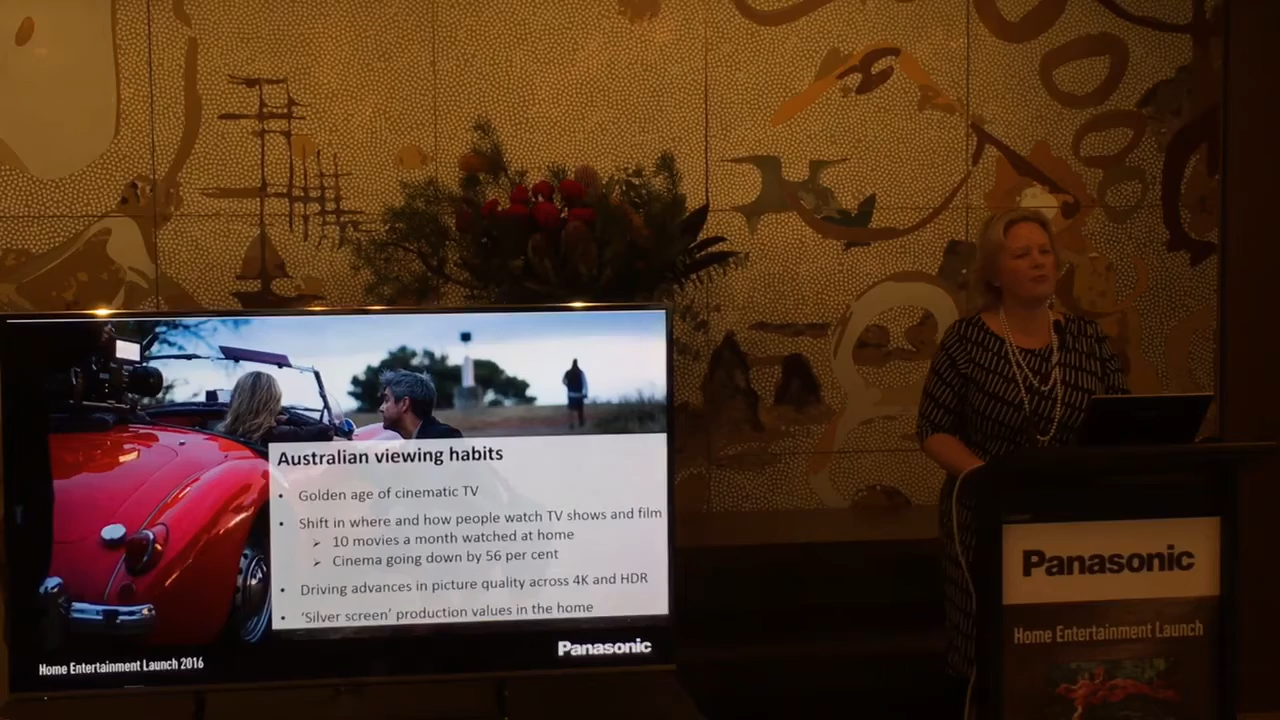 Australian viewing habits
• Golden age of cinematic TV
• Shift in where and how people watch TV shows and film
➢ 10 movies a month watched at home
➢ Cinema going down by 56 per cent
• Driving advances in picture quality across 4K and HDR
• 'Silver screen' production values in the home
Panasonic
Home Entertainment Launch 2016
Panasonic
Home Entertainment Launch